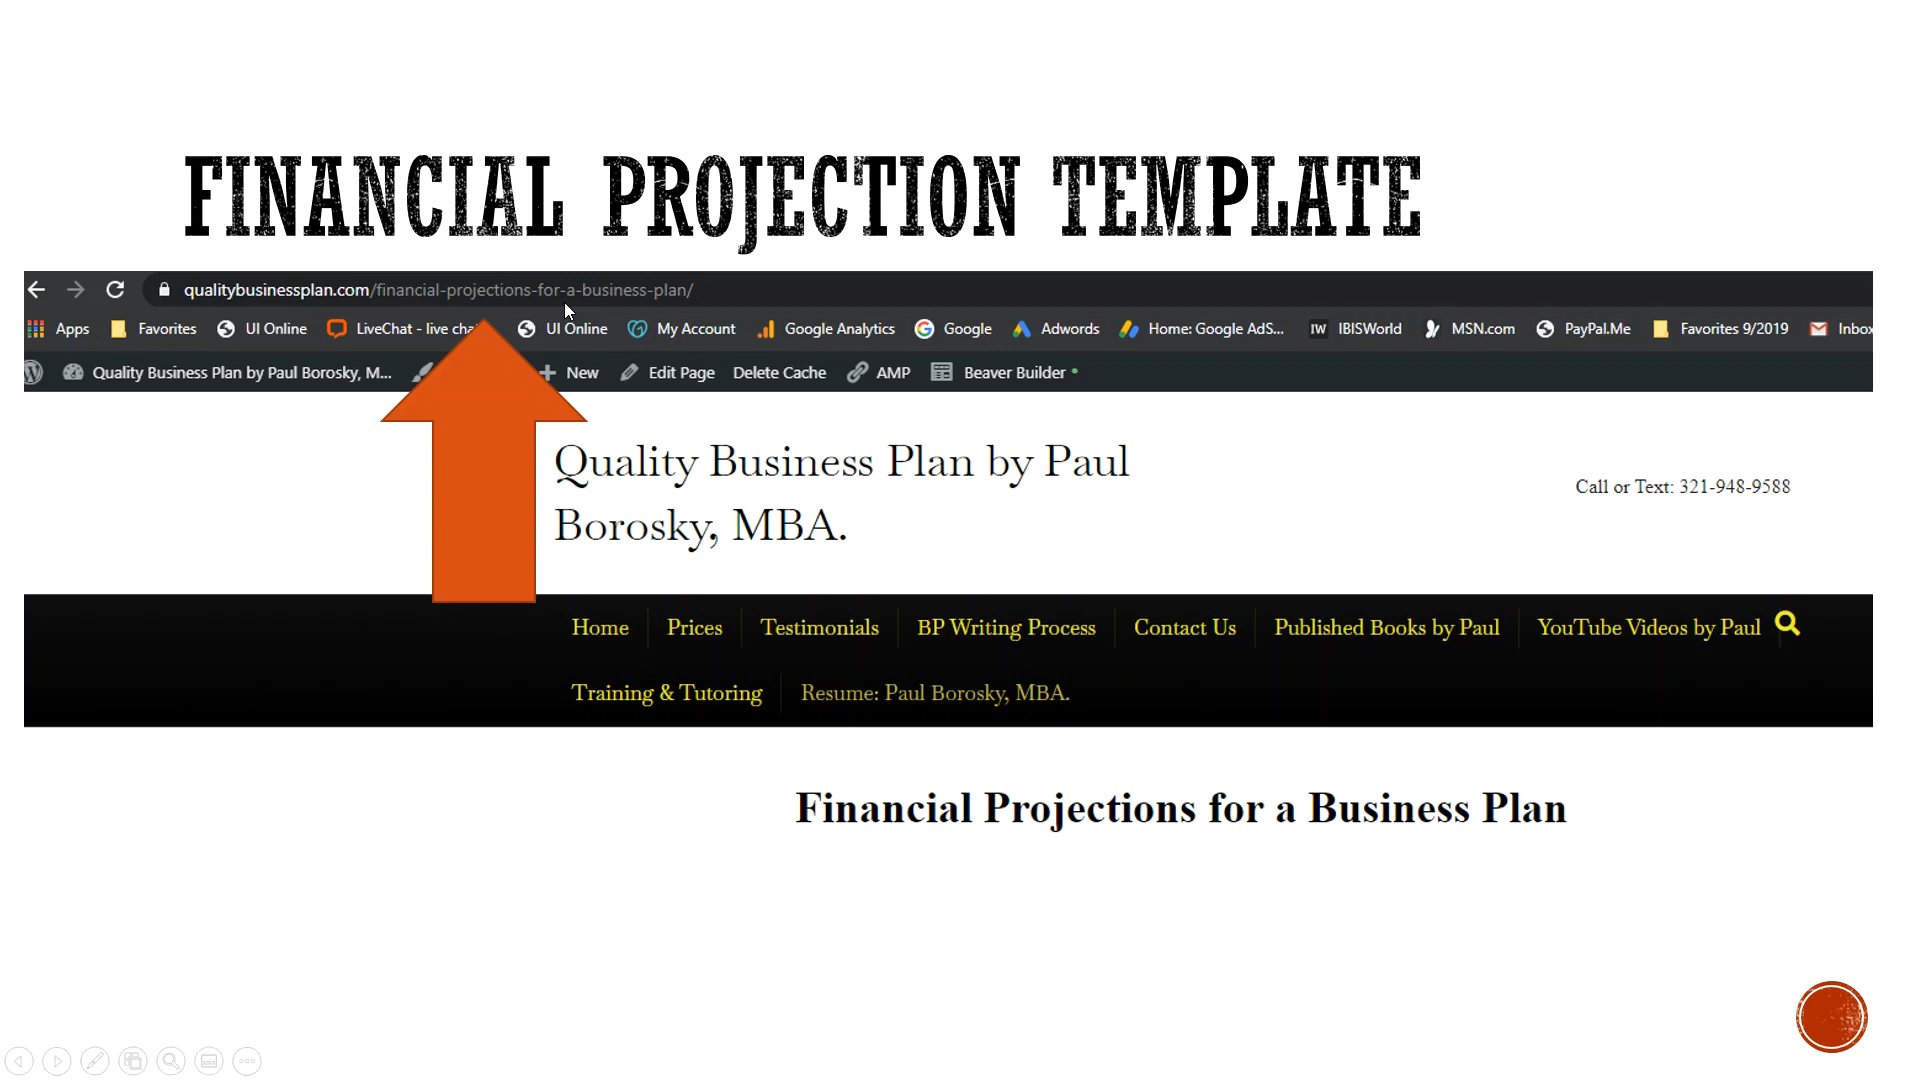 FINANCIAL PROJECTION TEMPLATE
qualitybusinessplan.com/financial-projections-for-a-business-plan/
Apps Favorites UI Online LiveChat - live cha UI Online My Account Google Analytics Google Adwords Home: Google AdS... IW IBISWorld MSN.com PayPal.Me Favorites 9/2019 Inbox
Quality Business Plan by Paul Borosky, M... New Edit Page Delete Cache AMP Beaver Builder
Quality Business Plan by Paul
Borosky, MBA.
Call or Text: 321-948-9588
Home Prices Testimonials BP Writing Process Contact Us Published Books by Paul YouTube Videos by Paul
Training & Tutoring Resume: Paul Borosky, MBA.
Financial Projections for a Business Plan